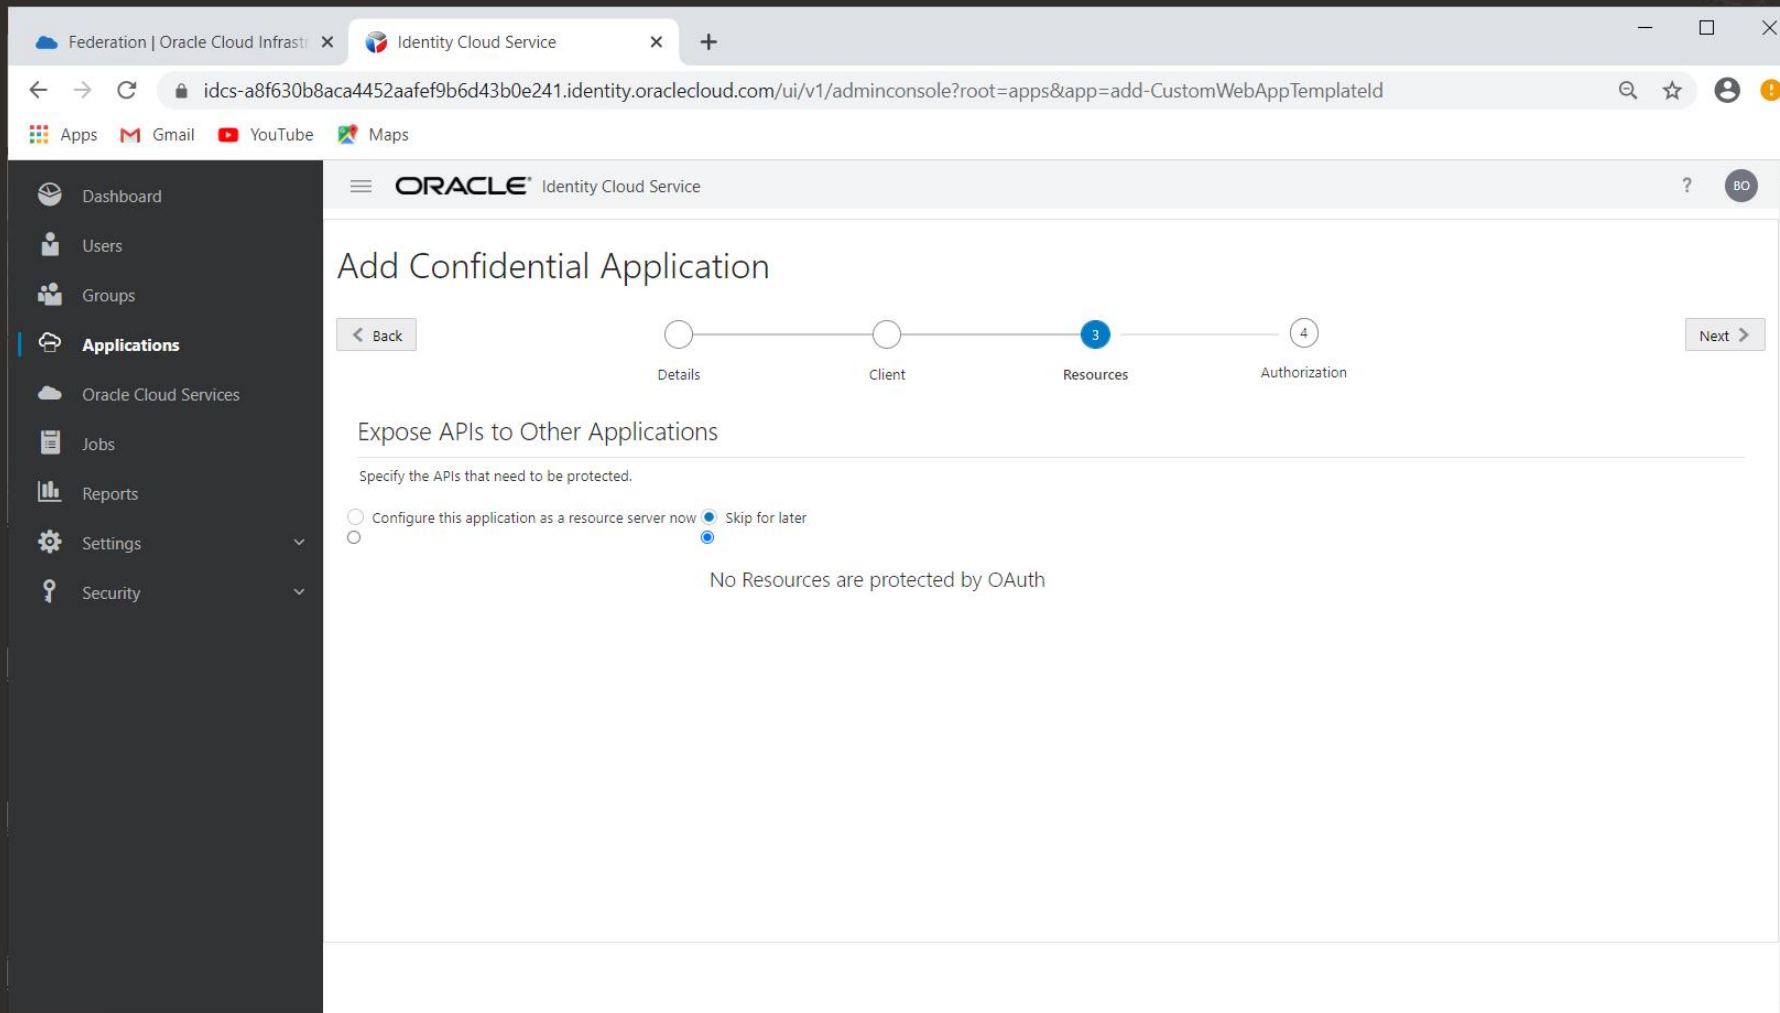 Federation | Oracle Cloud Infrastr
Identity Cloud Service
idcs-a8f630b8aca4452aafef9b6d43b0e241.identity.oraclecloud.com/ui/v1/adminconsole?root=apps&app=add-CustomWebAppTemplateId
Apps Gmail YouTube Maps
Dashboard
Users
Groups
Applications
Oracle Cloud Services
Jobs
Reports
Settings
Security
ORACLE® Identity Cloud Service
? BO
Add Confidential Application
Back
Details
Client
3
Resources
4
Authorization
Next
Expose APIs to Other Applications
Specify the APIs that need to be protected.
Configure this application as a resource server now Skip for later
No Resources are protected by OAuth